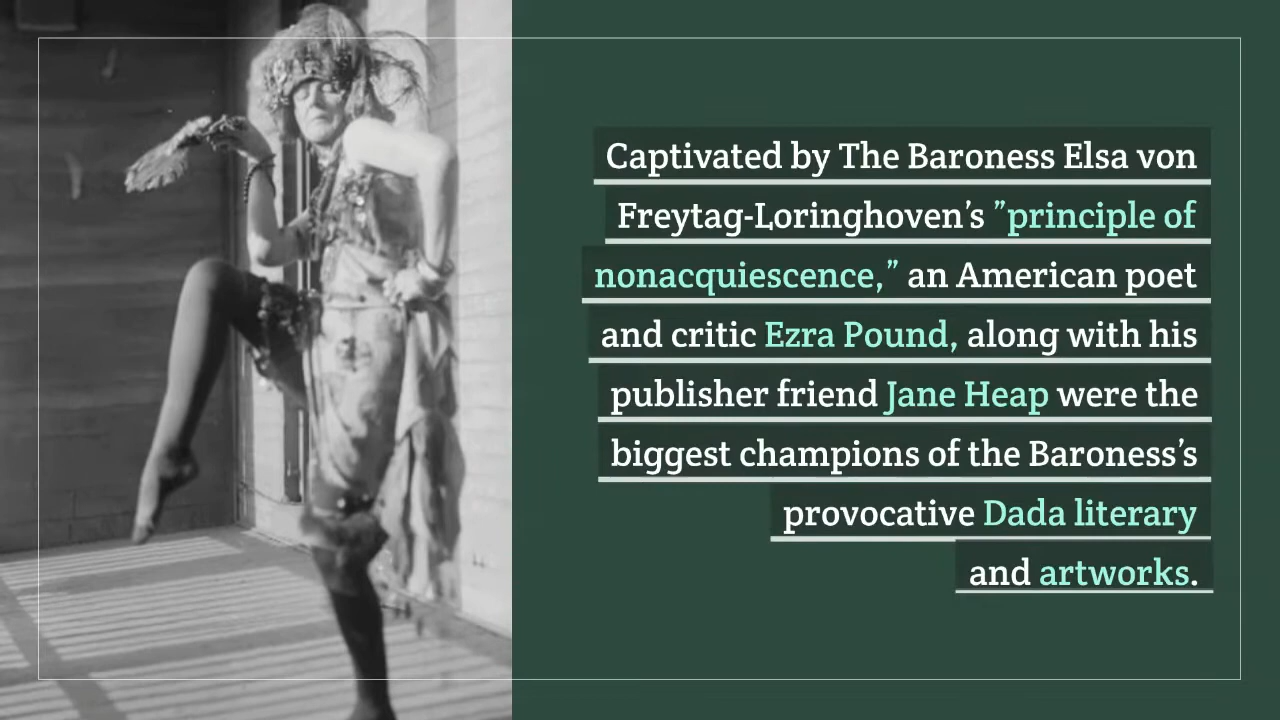 Captivated by The Baroness Elsa von
Freytag-Loringhoven’s ”principle of
nonacquiescence,” an American poet
and critic Ezra Pound, along with his
publisher friend Jane Heap were the
biggest champions of the Baroness’s
provocative Dada literary
and artworks.